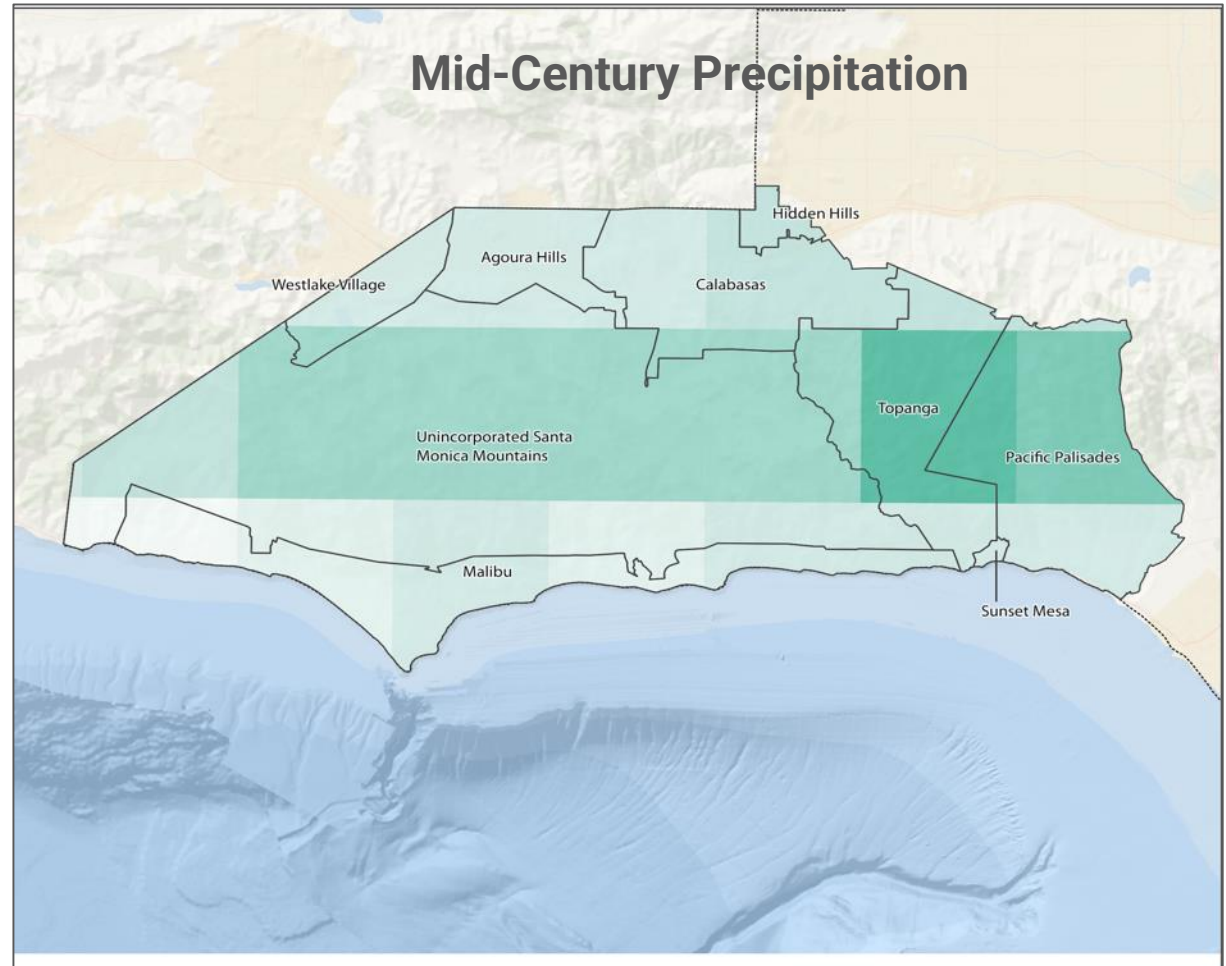 Mid-Century Precipitation
Hidden Hills
Agoura Hills
Westlake Village
Calabasas
Topanga
Unincorporated Santa
Monica Mountains
Pacific Palisades
Malibu
Sunset Mesa